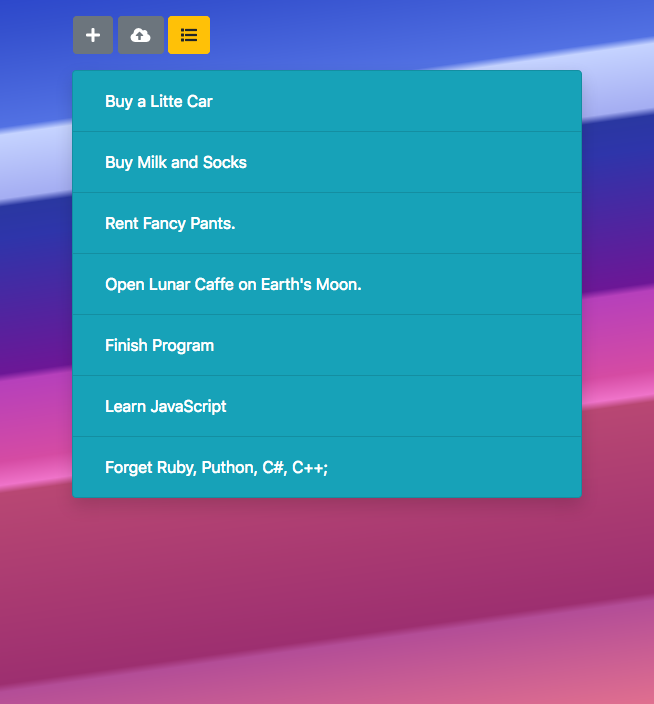 Buy a Litte Car
Buy Milk and Socks
Rent Fancy Pants.
Open Lunar Caffe on Earth's Moon.
Finish Program
Learn JavaScript
Forget Ruby, Puthon, C#, C++;